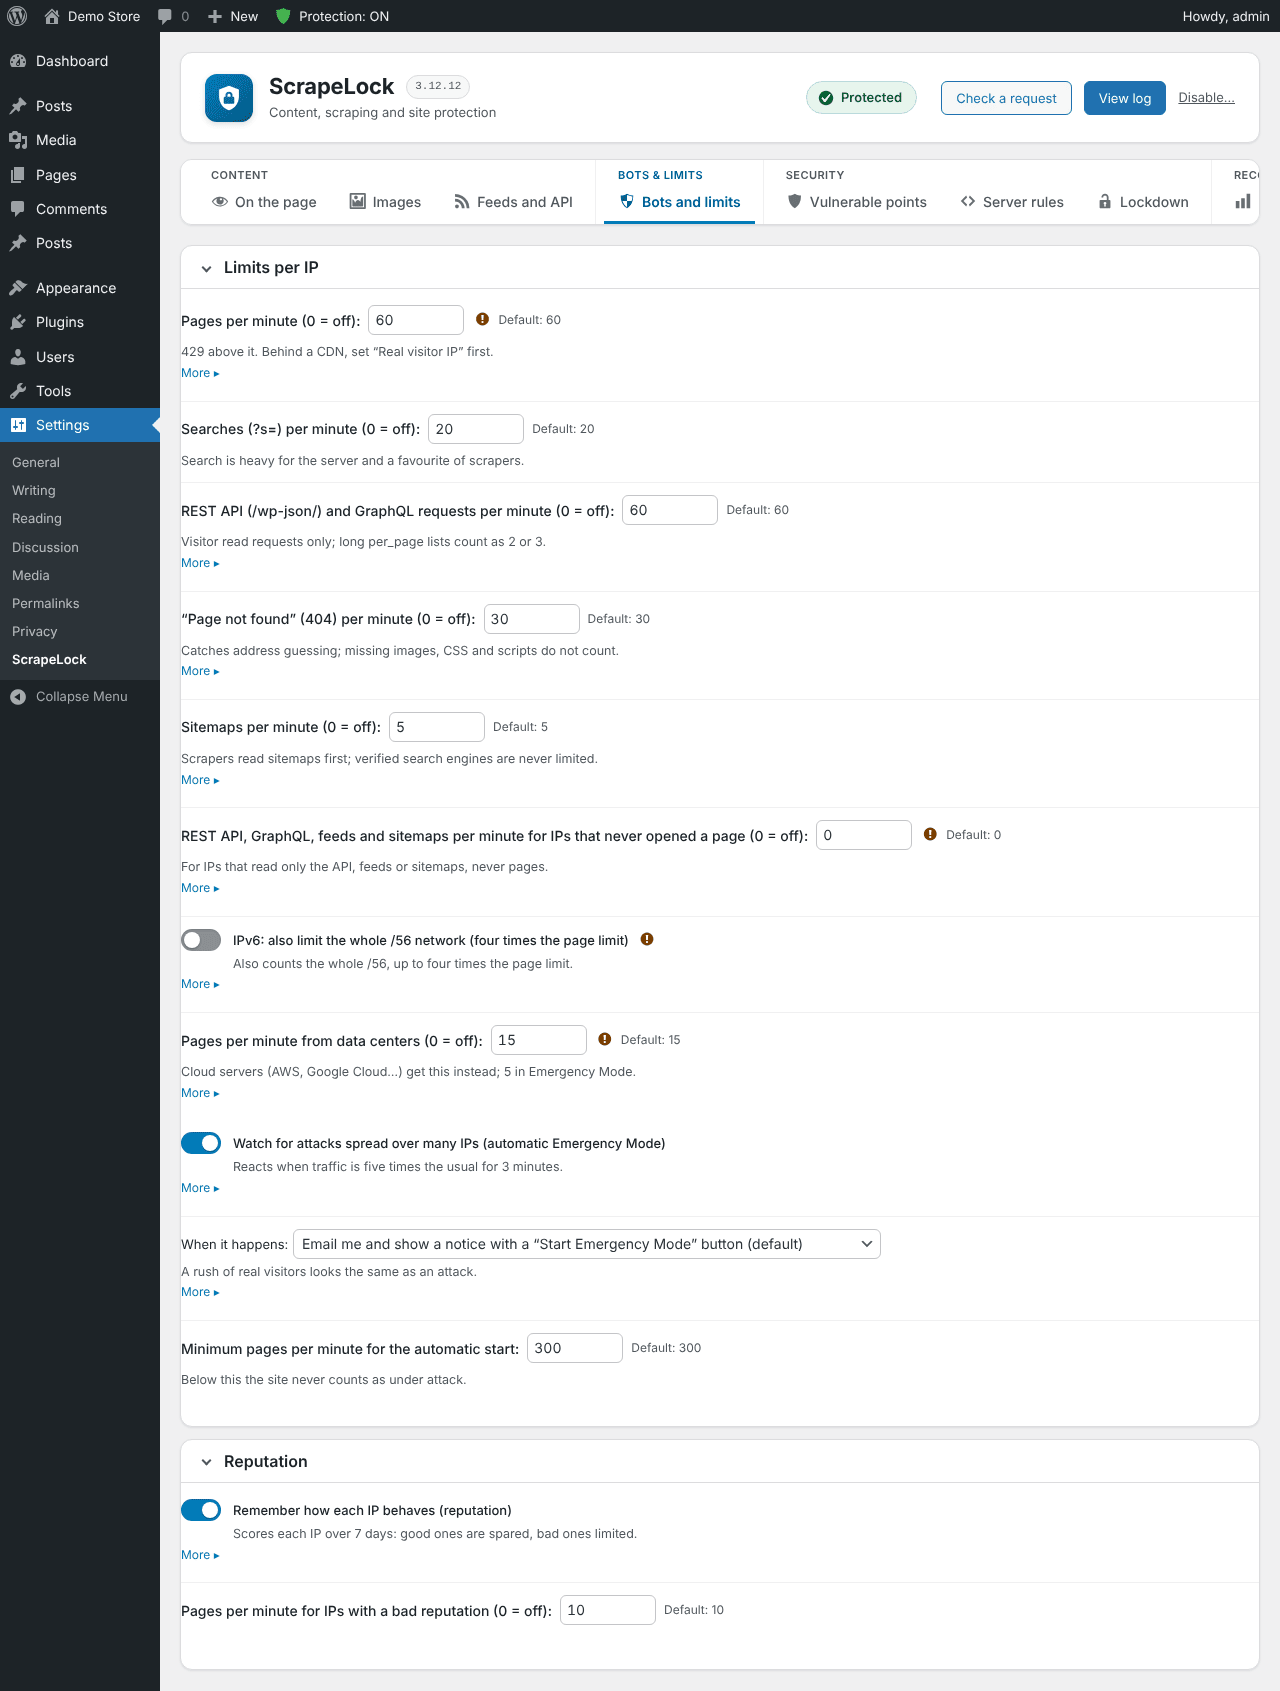 Demo Store
0
New
Protection: ON
Howdy, admin
Dashboard
Posts
Media
Pages
Comments
Posts
Appearance
Plugins
Users
Tools
Settings
General
Writing
Reading
Discussion
Media
Permalinks
Privacy
ScrapeLock
Collapse Menu
ScrapeLock 3.12.12
Content, scraping and site protection
Protected
Check a request
View log
Disable...
CONTENT
On the page
Images
Feeds and API
BOTS & LIMITS
Bots and limits
SECURITY
Vulnerable points
Server rules
Lockdown
Limits per IP
Pages per minute (0 = off): 60 Default: 60
429 above it. Behind a CDN, set “Real visitor IP” first.
More ▸
Searches (?s=) per minute (0 = off): 20 Default: 20
Search is heavy for the server and a favourite of scrapers.
REST API (/wp-json/) and GraphQL requests per minute (0 = off): 60 Default: 60
Visitor read requests only; long per_page lists count as 2 or 3.
More ▸
“Page not found” (404) per minute (0 = off): 30 Default: 30
Catches address guessing; missing images, CSS and scripts do not count.
More ▸
Sitemaps per minute (0 = off): 5 Default: 5
Scrapers read sitemaps first; verified search engines are never limited.
More ▸
REST API, GraphQL, feeds and sitemaps per minute for IPs that never opened a page (0 = off): 0 Default: 0
For IPs that read only the API, feeds or sitemaps, never pages.
More ▸
IPv6: also limit the whole /56 network (four times the page limit)
Also counts the whole /56, up to four times the page limit.
More ▸
Pages per minute from data centers (0 = off): 15 Default: 15
Cloud servers (AWS, Google Cloud...) get this instead; 5 in Emergency Mode.
More ▸
Watch for attacks spread over many IPs (automatic Emergency Mode)
Reacts when traffic is five times the usual for 3 minutes.
More ▸
When it happens: Email me and show a notice with a “Start Emergency Mode” button (default)
A rush of real visitors looks the same as an attack.
More ▸
Minimum pages per minute for the automatic start: 300 Default: 300
Below this the site never counts as under attack.
Reputation
Remember how each IP behaves (reputation)
Scores each IP over 7 days: good ones are spared, bad ones limited.
More ▸
Pages per minute for IPs with a bad reputation (0 = off): 10 Default: 10